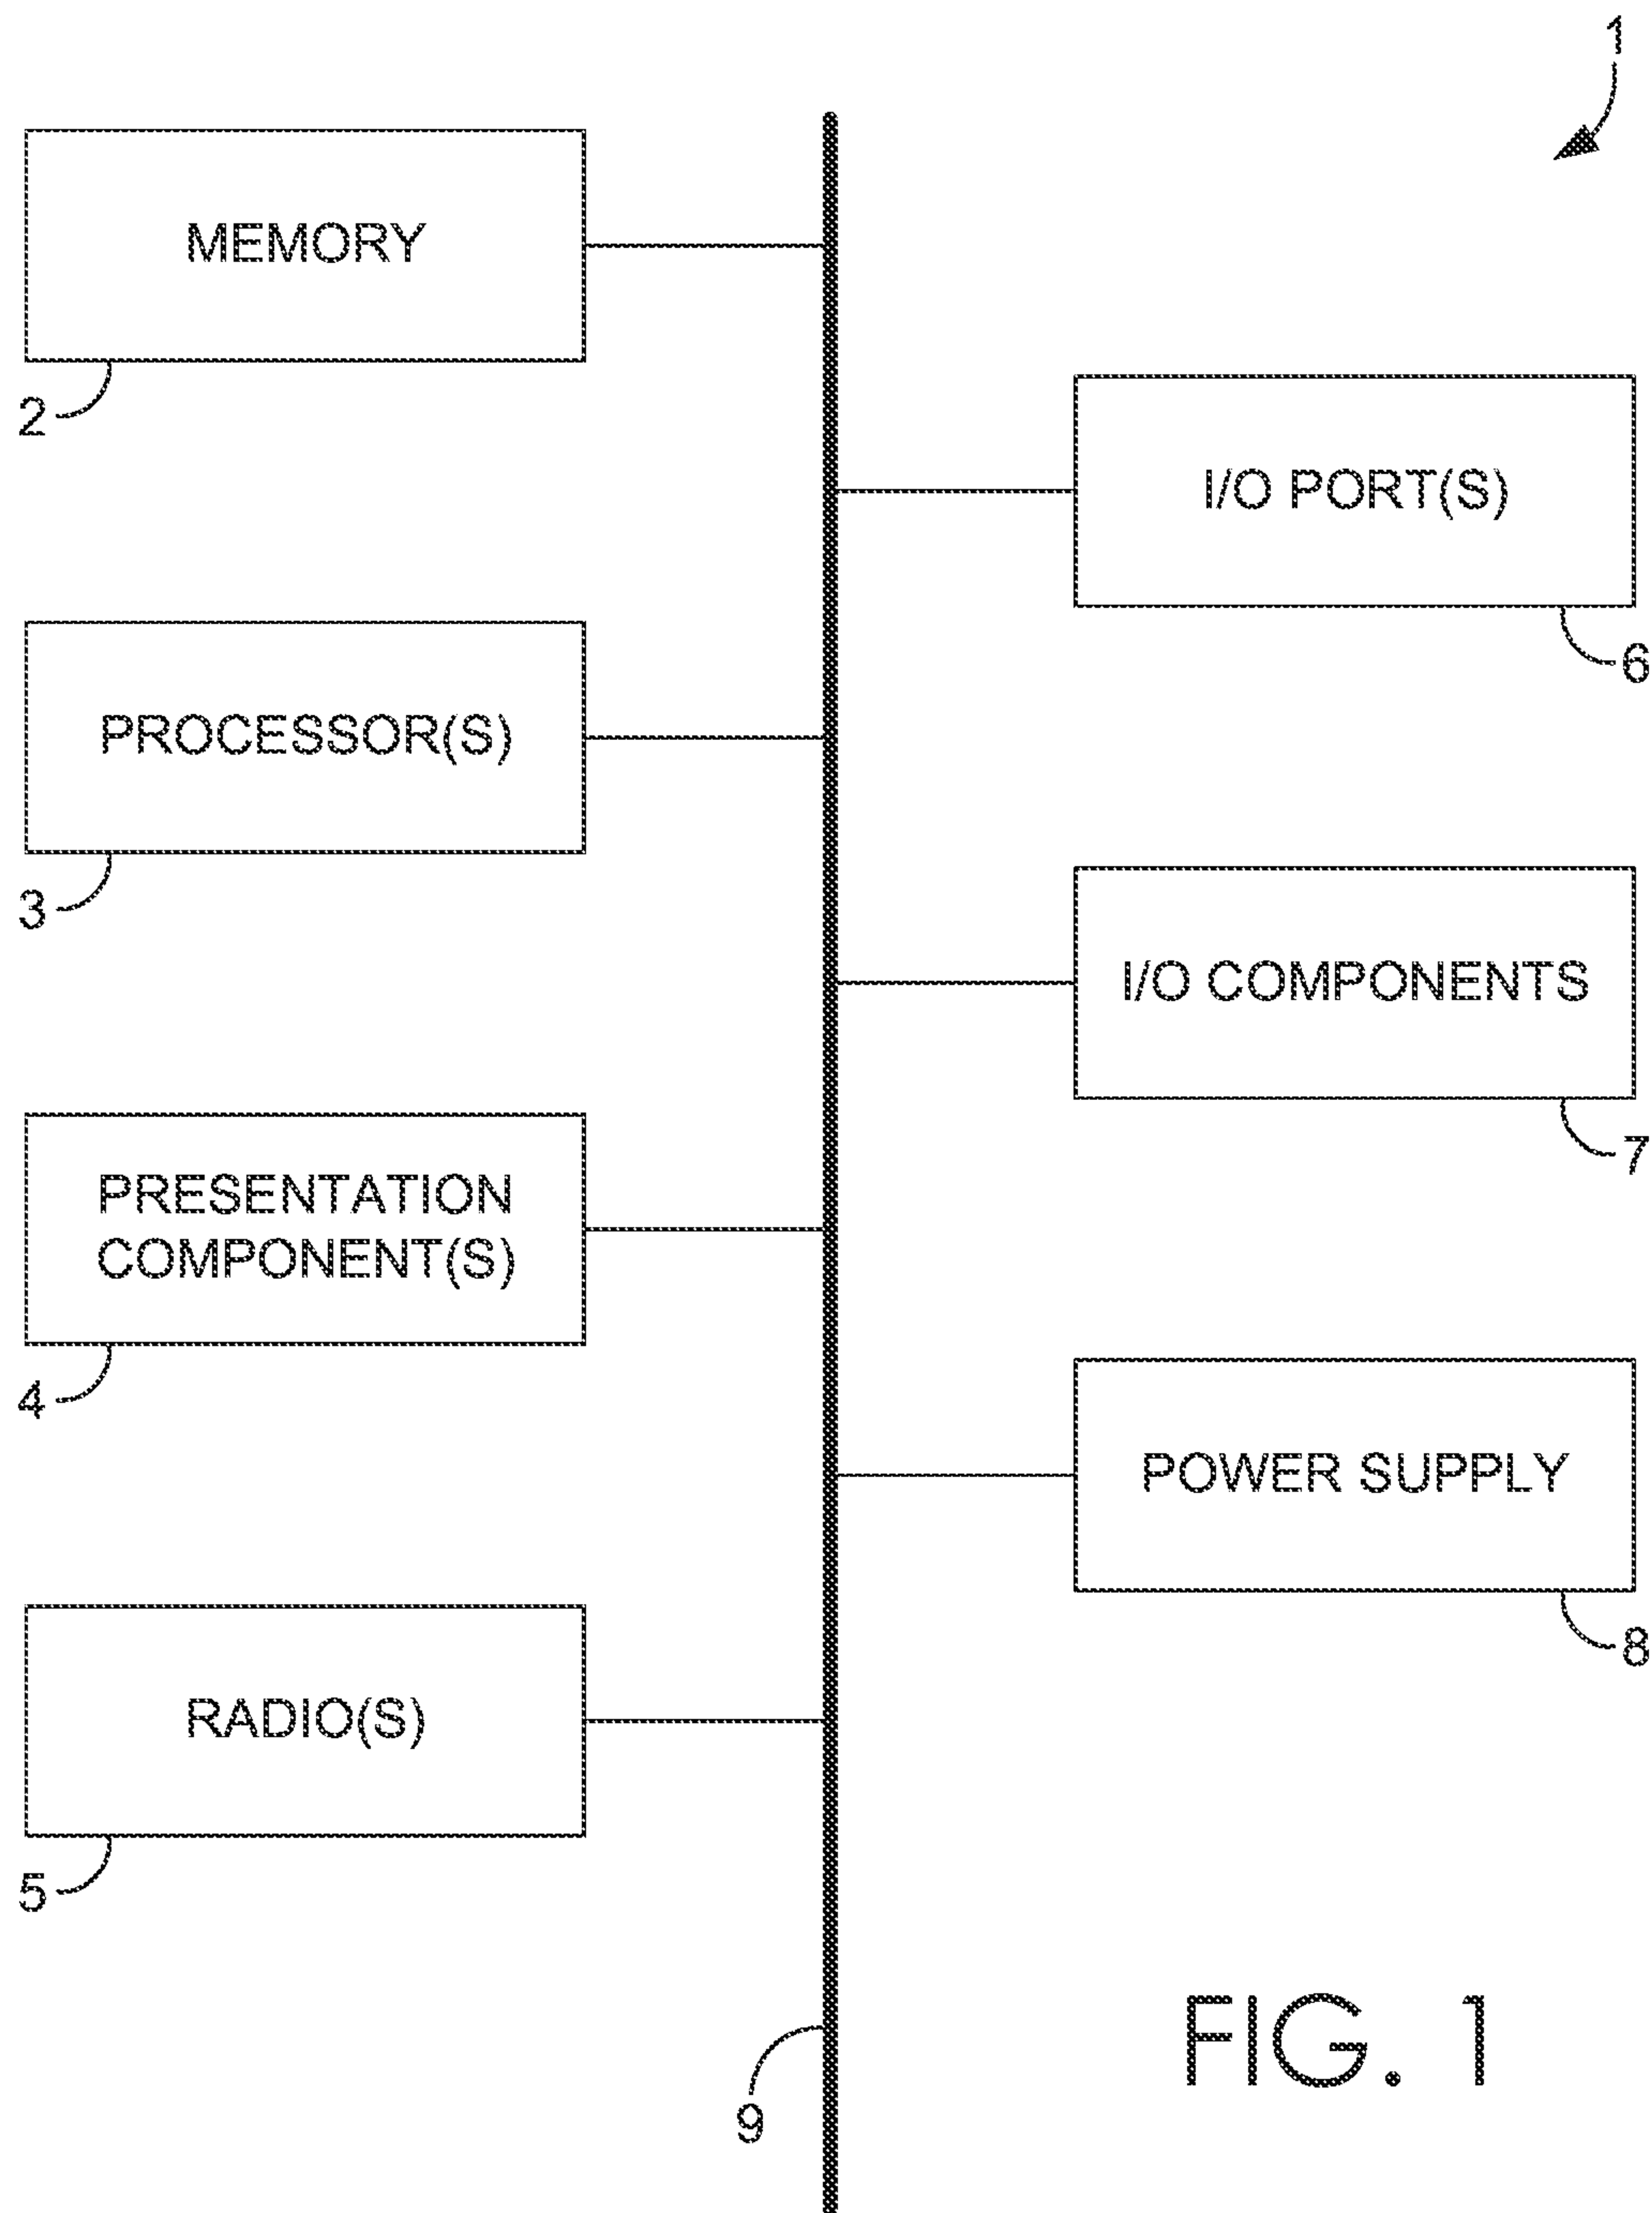 1
MEMORY
2
I/O PORT(S)
6
PROCESSOR(S)
3
I/O COMPONENTS
7
PRESENTATION
COMPONENT(S)
4
POWER SUPPLY
8
RADIO(S)
5
9
FIG. 1